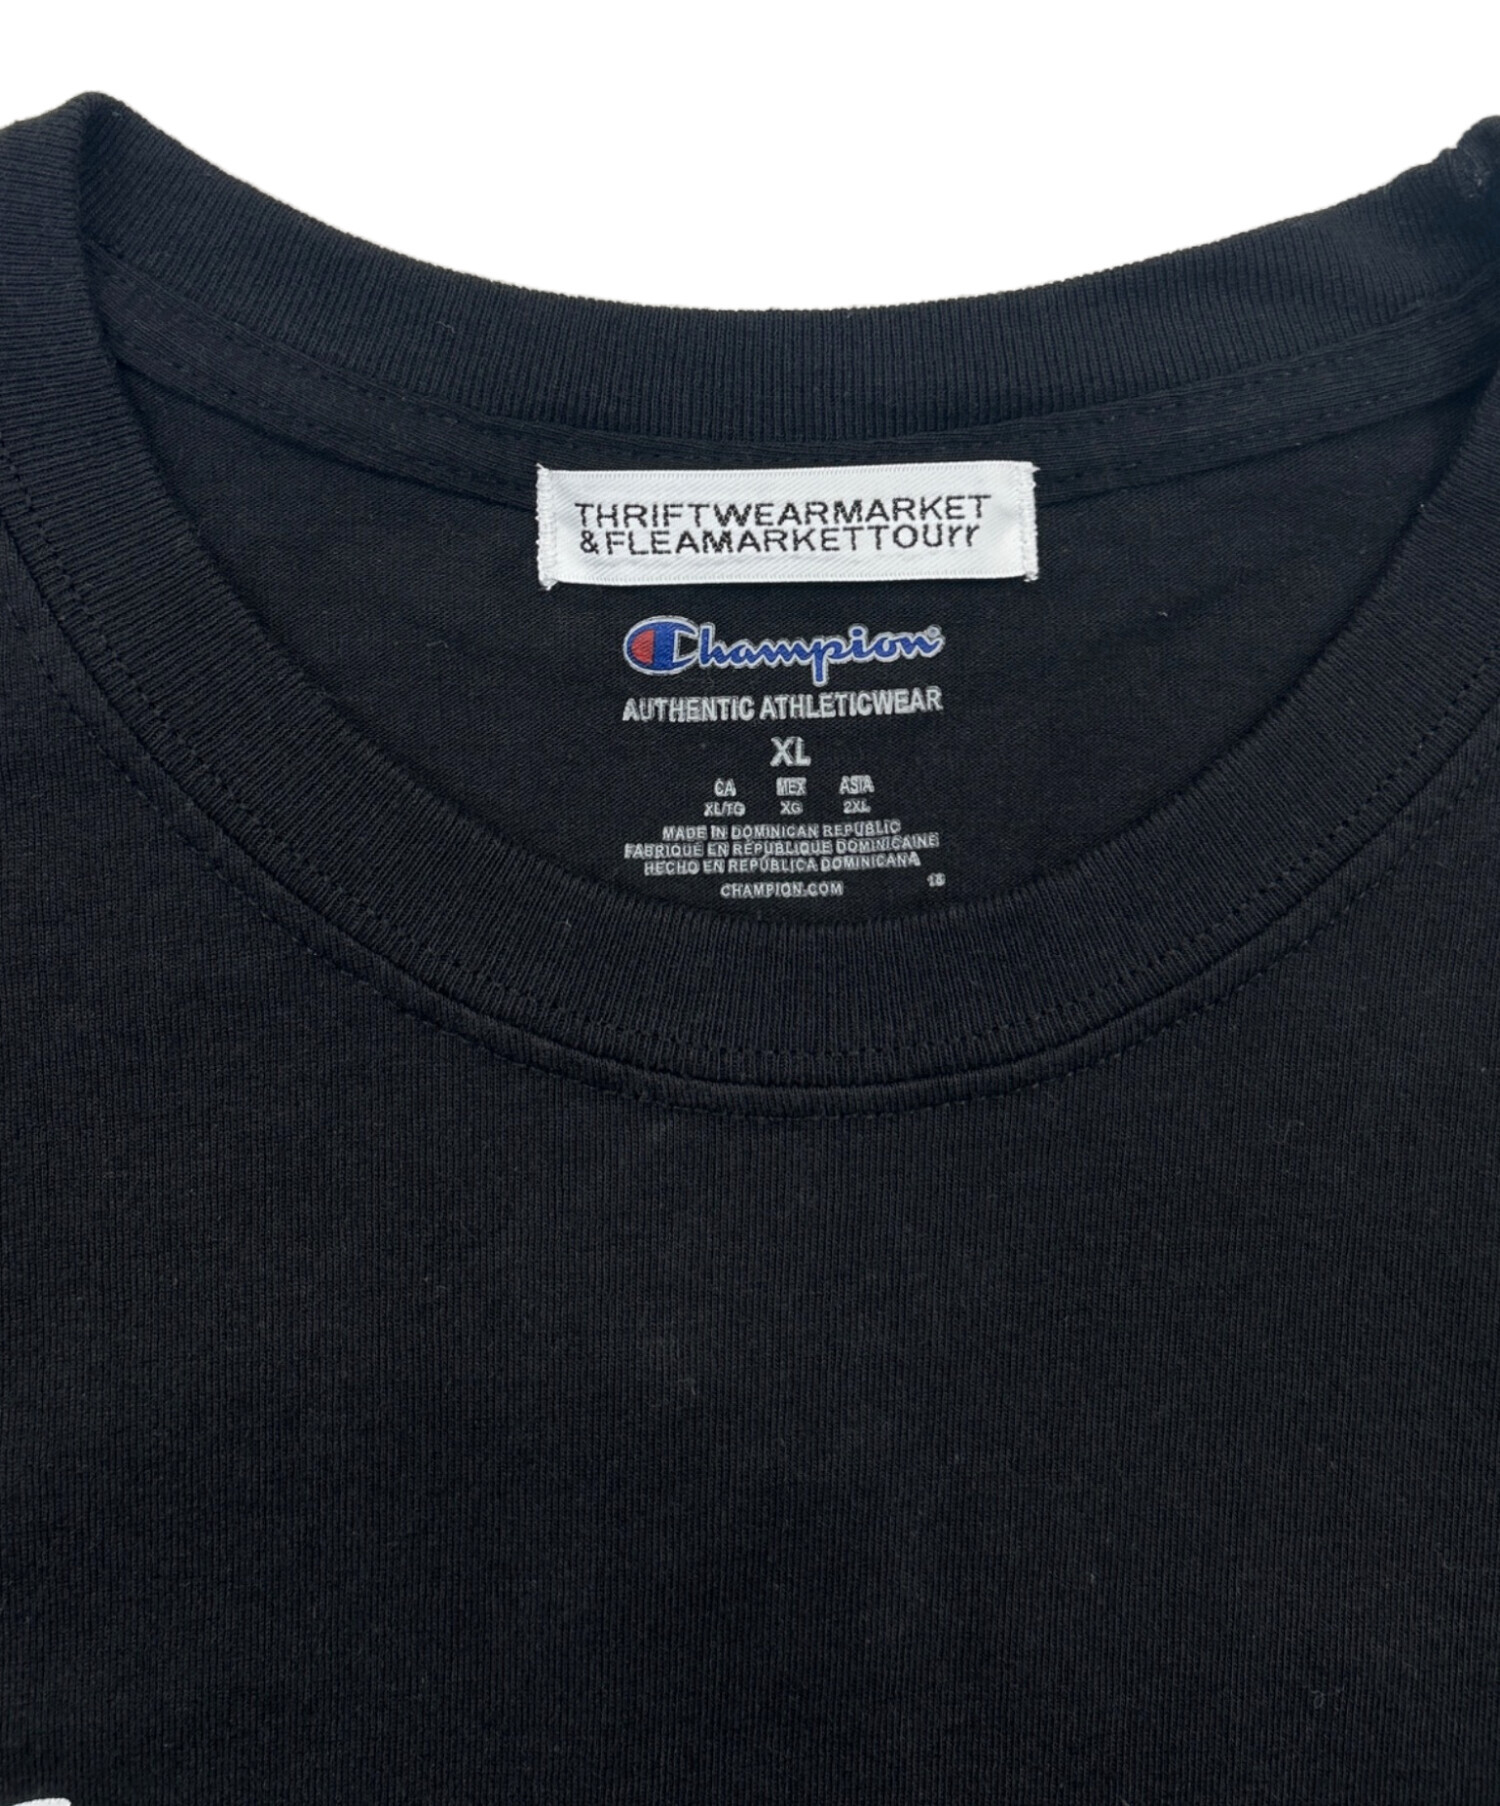 THRIFTWEARMARKET
&FLEAMARKETTOUrr
Champion®
AUTHENTIC ATHLETICWEAR
XL
CA MEX ASIA
XL/TG XG 2XL
MADE IN DOMINICAN REPUBLIC
FABRIQUÉ EN RÉPUBLIQUE DOMINICAINE
HECHO EN REPÚBLICA DOMINICANA
CHAMPION.COM 18